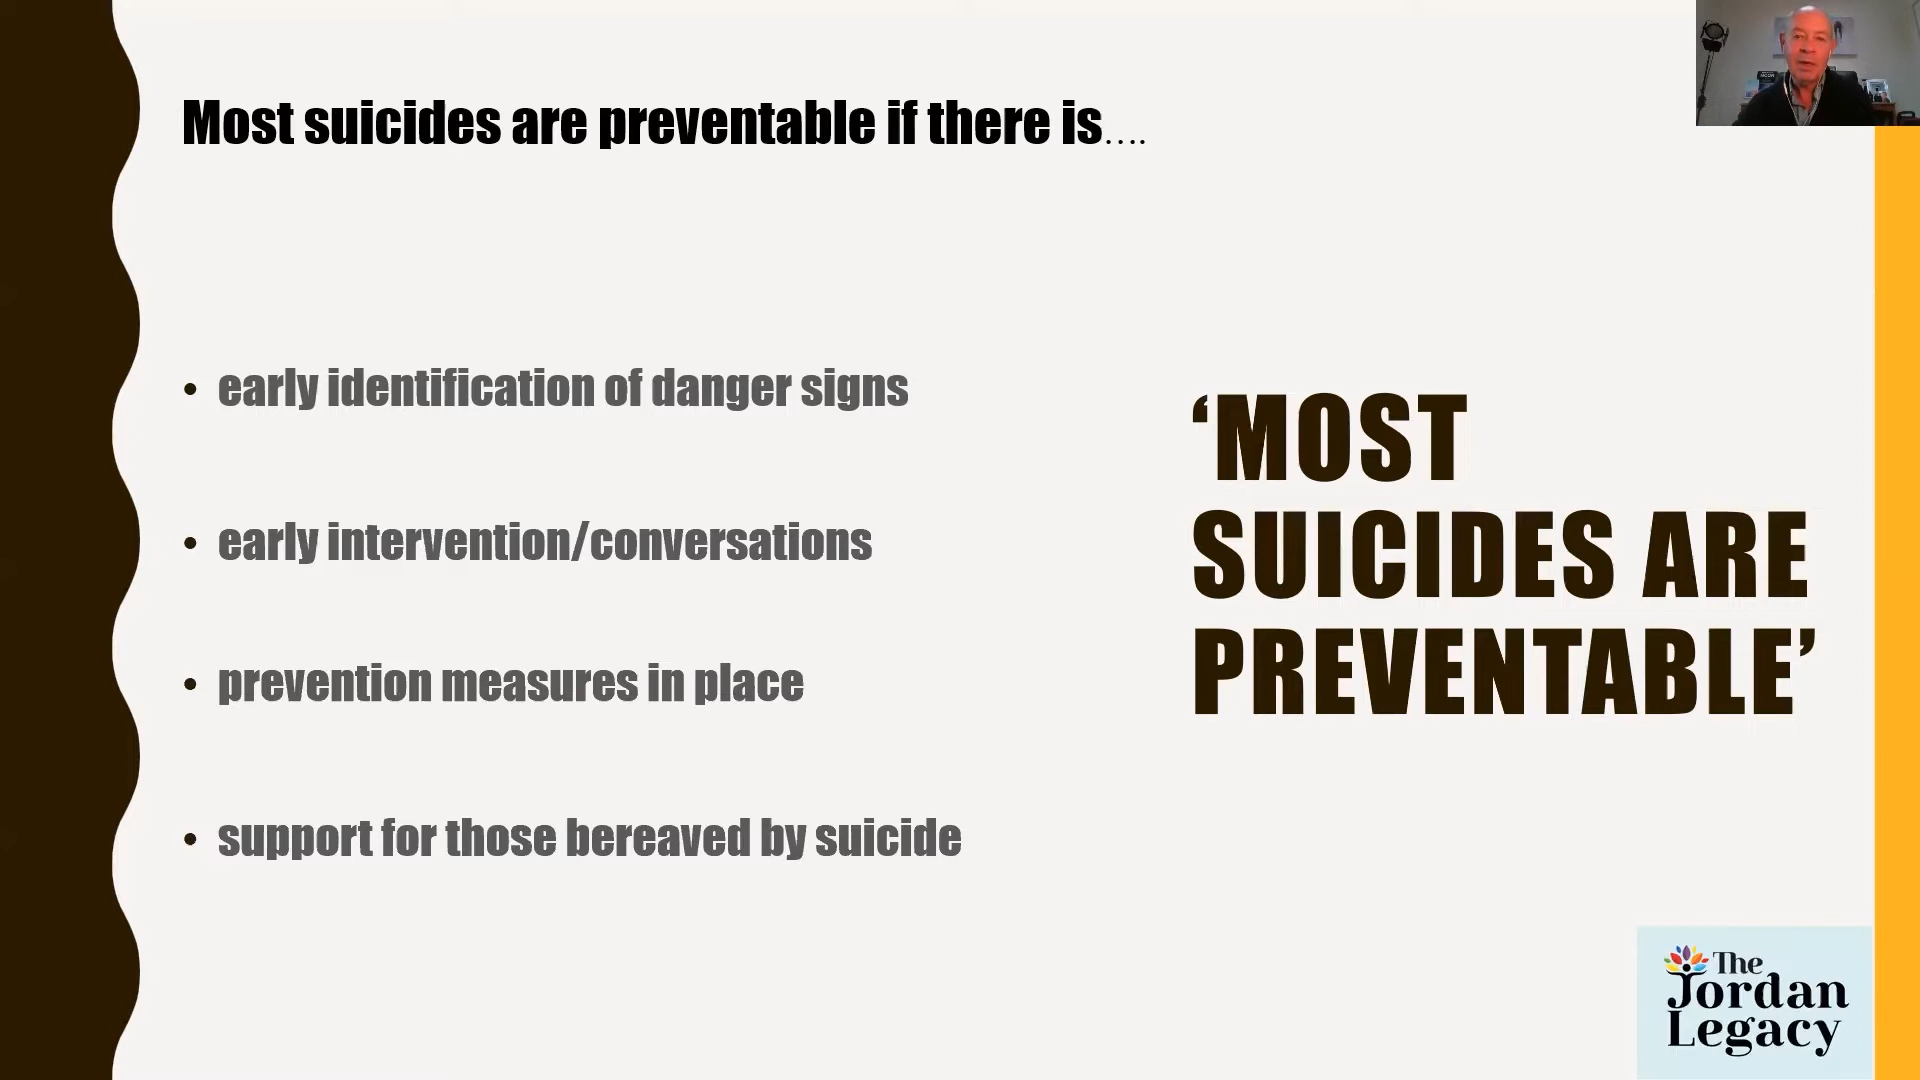 Most suicides are preventable if there is....
• early identification of danger signs
• early intervention/conversations
• prevention measures in place
• support for those bereaved by suicide
‘MOST
SUICIDES ARE
PREVENTABLE’
The
Jordan
Legacy